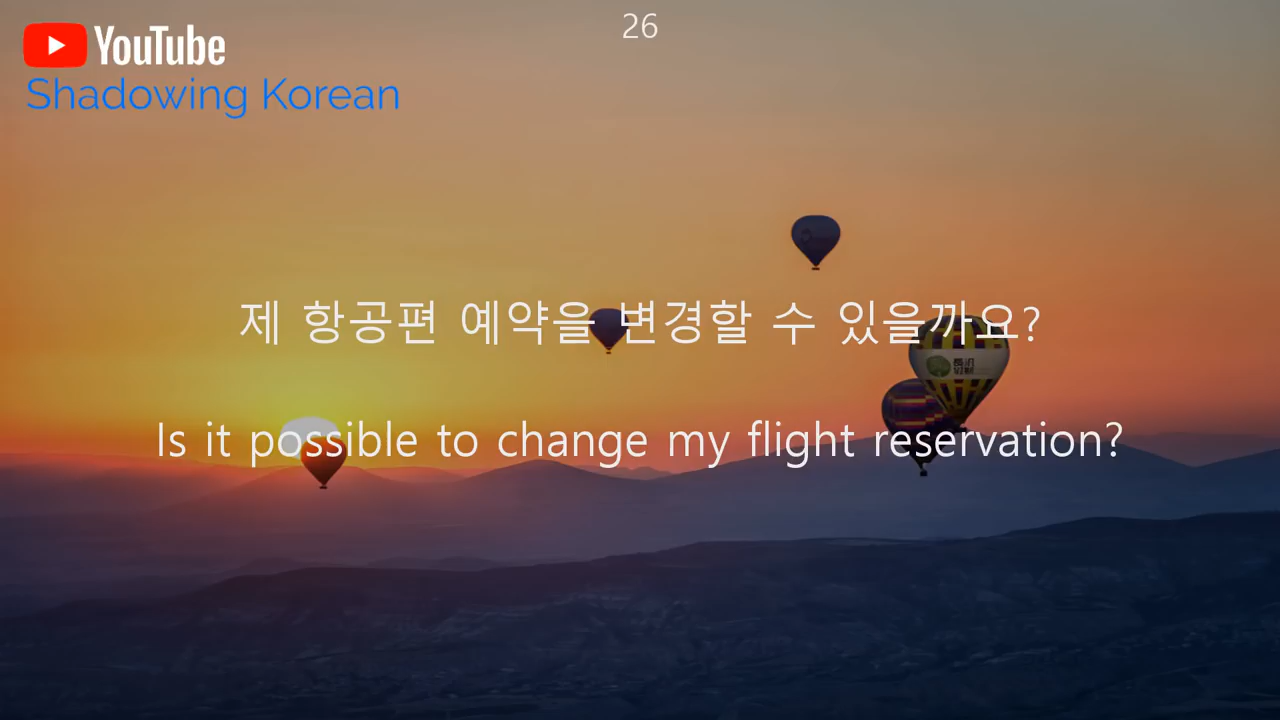 26
YouTube
Shadowing Korean
제 항공편 예약을 변경할 수 있을까요?
Is it possible to change my flight reservation?